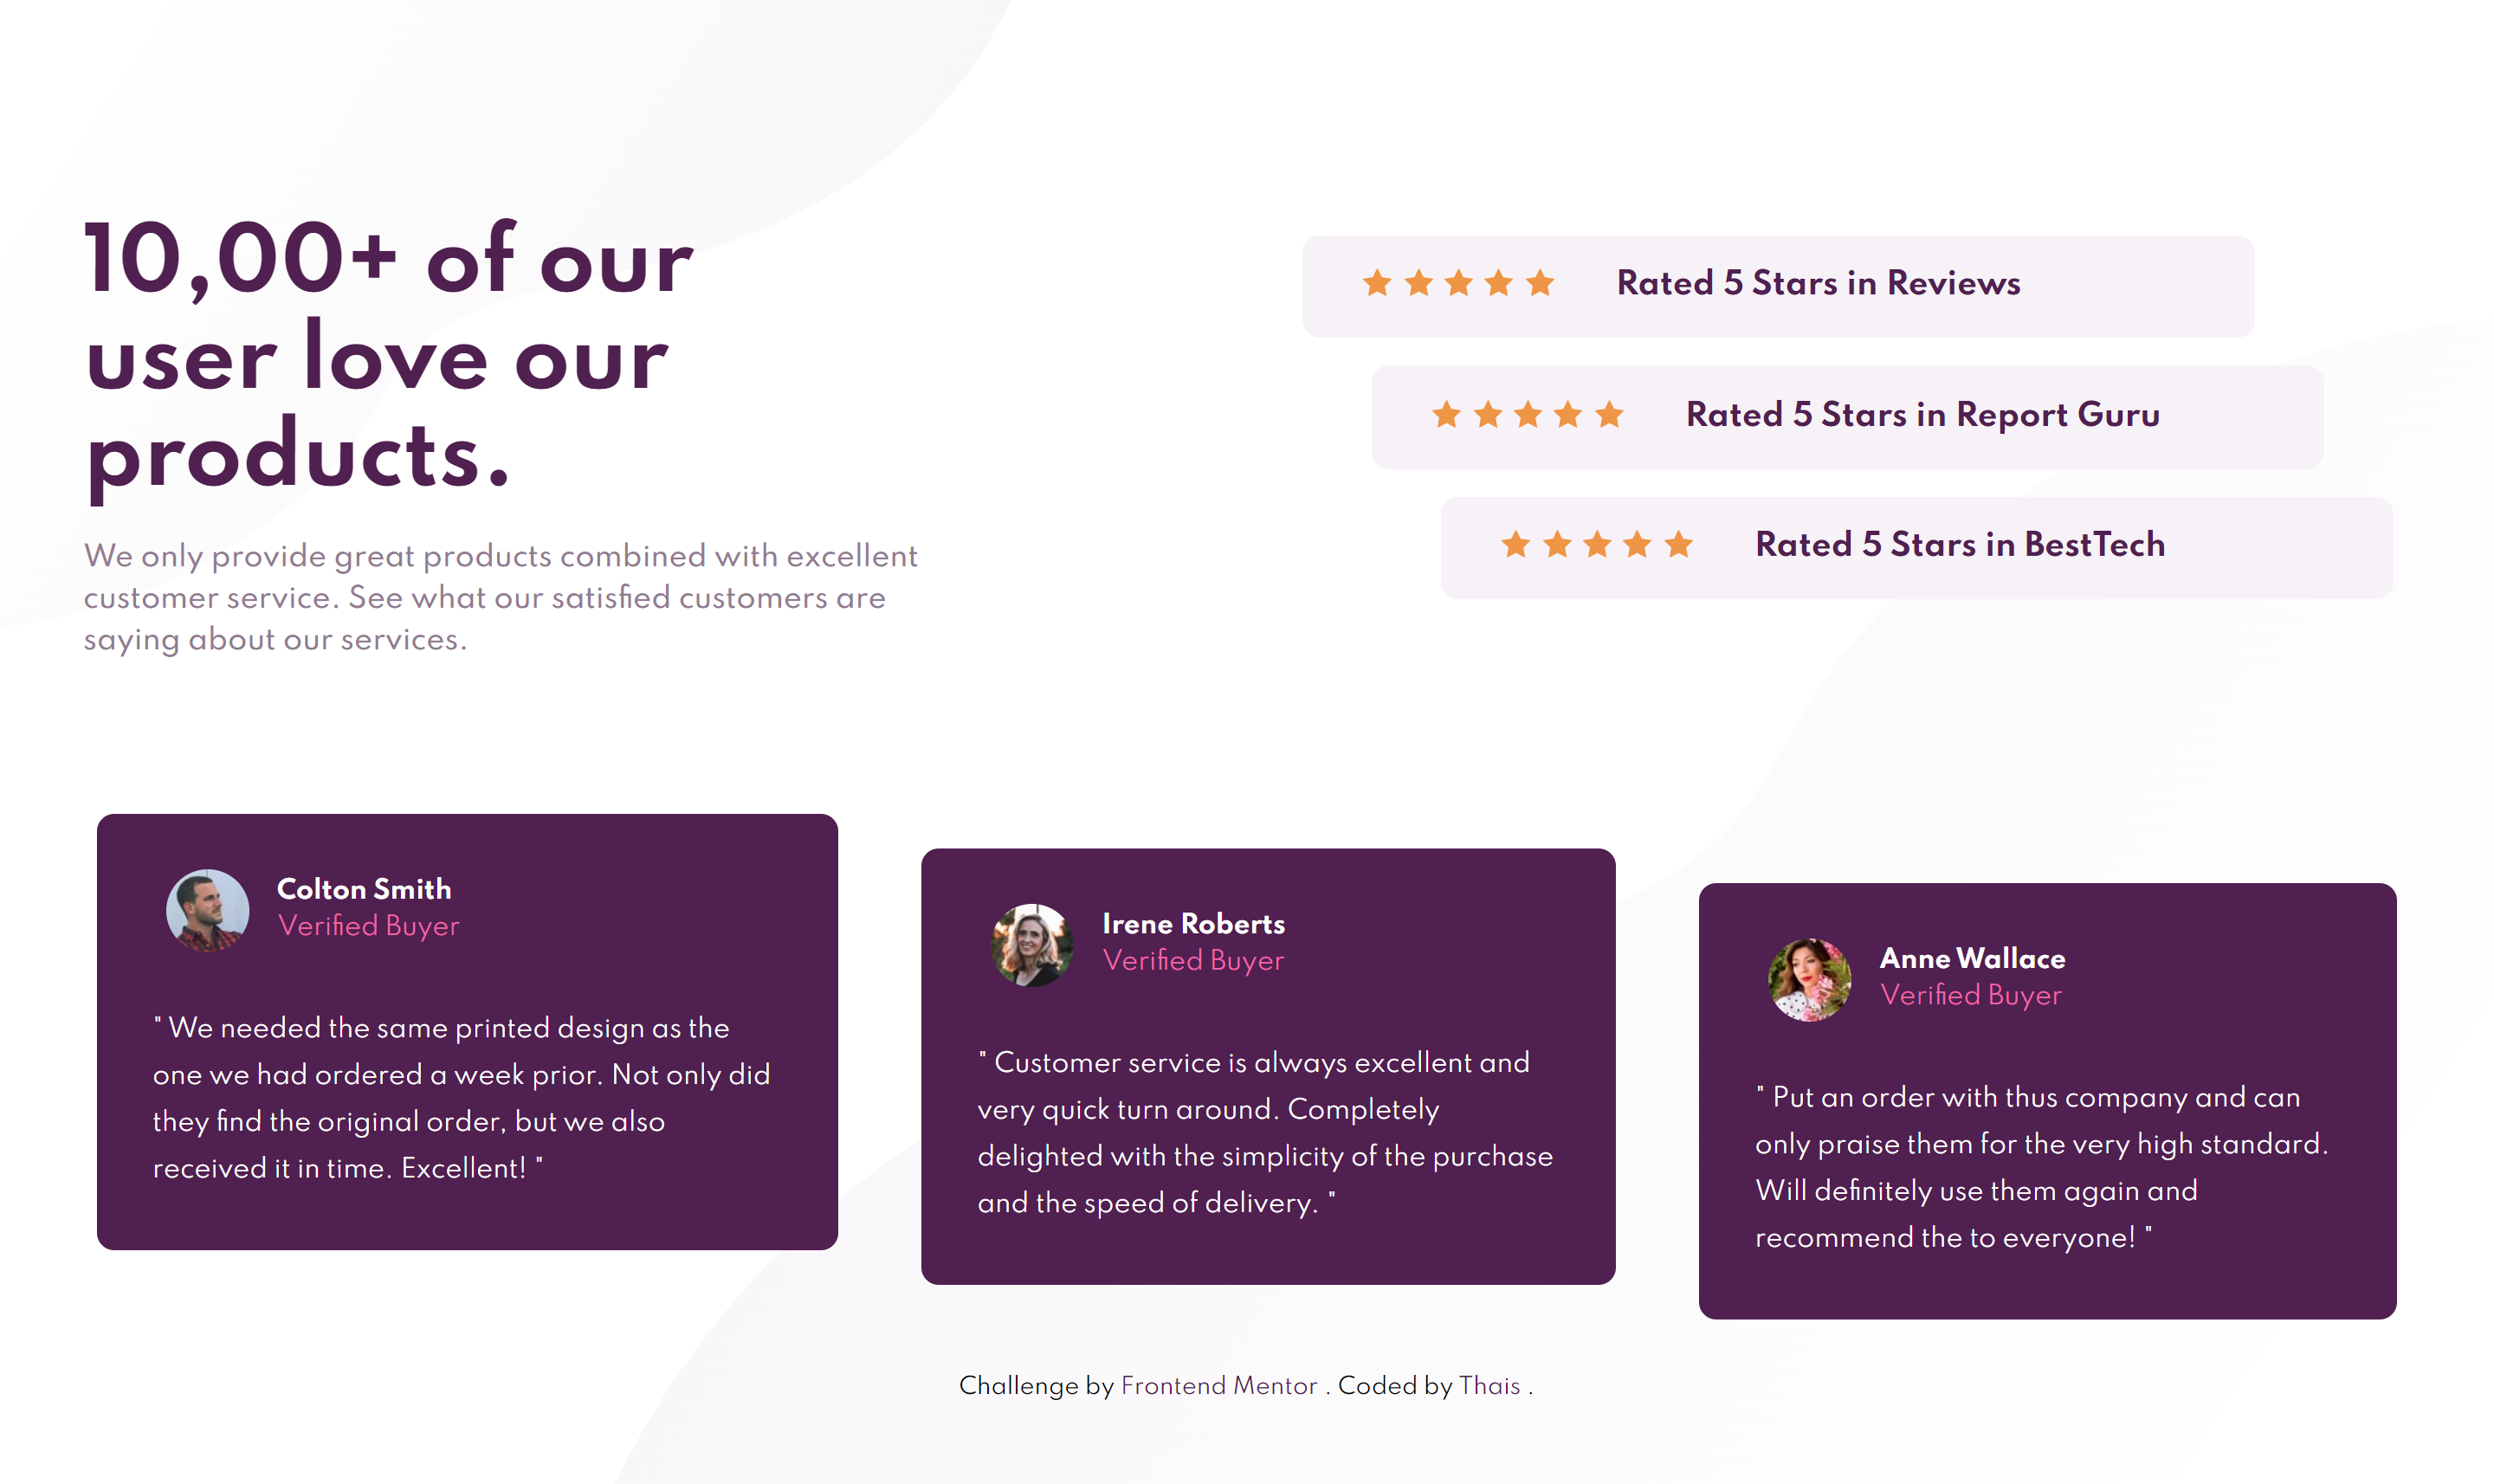 10,00+ of our
user love our
products.
We only provide great products combined with excellent
customer service. See what our satisfied customers are
saying about our services.
Rated 5 Stars in Reviews
Rated 5 Stars in Report Guru
Rated 5 Stars in BestTech
Colton Smith
Verified Buyer
" We needed the same printed design as the
one we had ordered a week prior. Not only did
they find the original order, but we also
received it in time. Excellent! "
Irene Roberts
Verified Buyer
" Customer service is always excellent and
very quick turn around. Completely
delighted with the simplicity of the purchase
and the speed of delivery. "
Anne Wallace
Verified Buyer
" Put an order with thus company and can
only praise them for the very high standard.
Will definitely use them again and
recommend the to everyone! "
Challenge by Frontend Mentor . Coded by Thais .